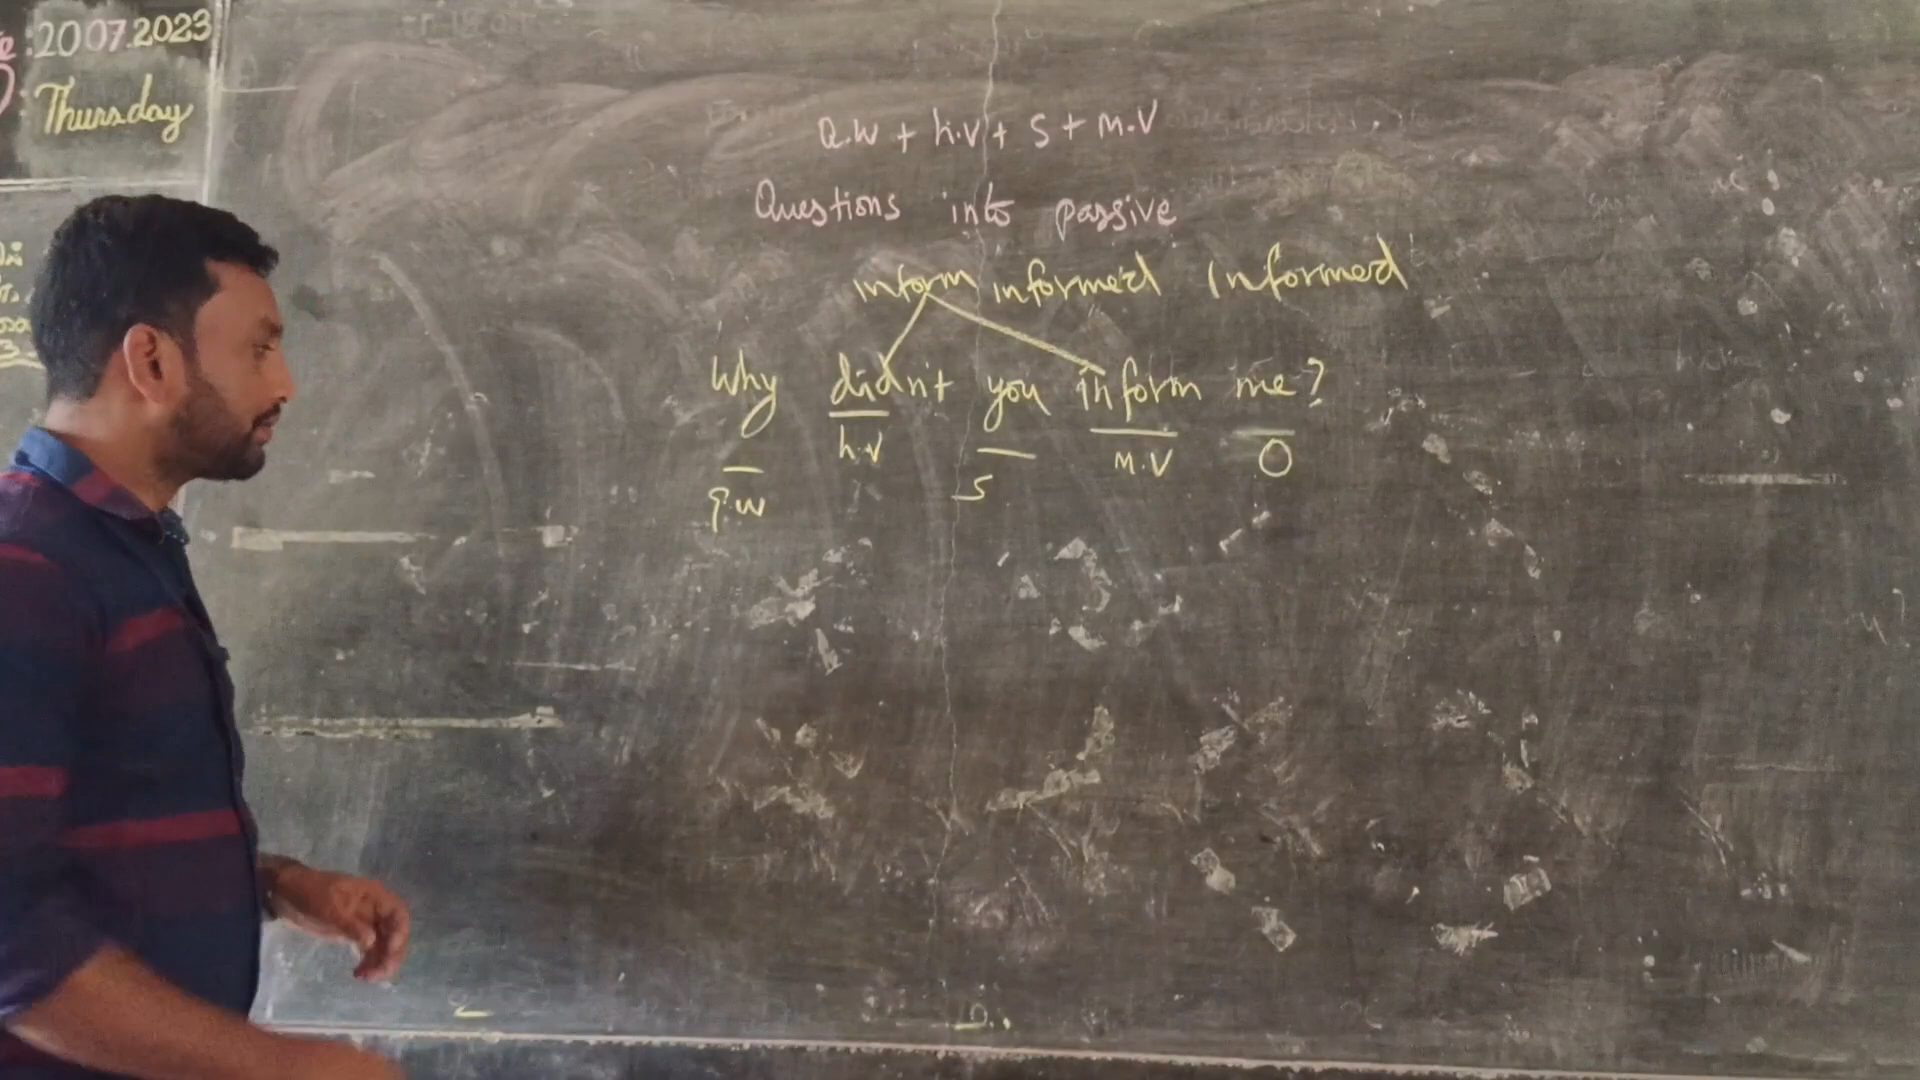 :20.07.2023
Thursday
Q.W + h.V + S + M.V
Questions into passive
inform informed informed
Why didn't you inform me?
h.V M.V O
q.w S